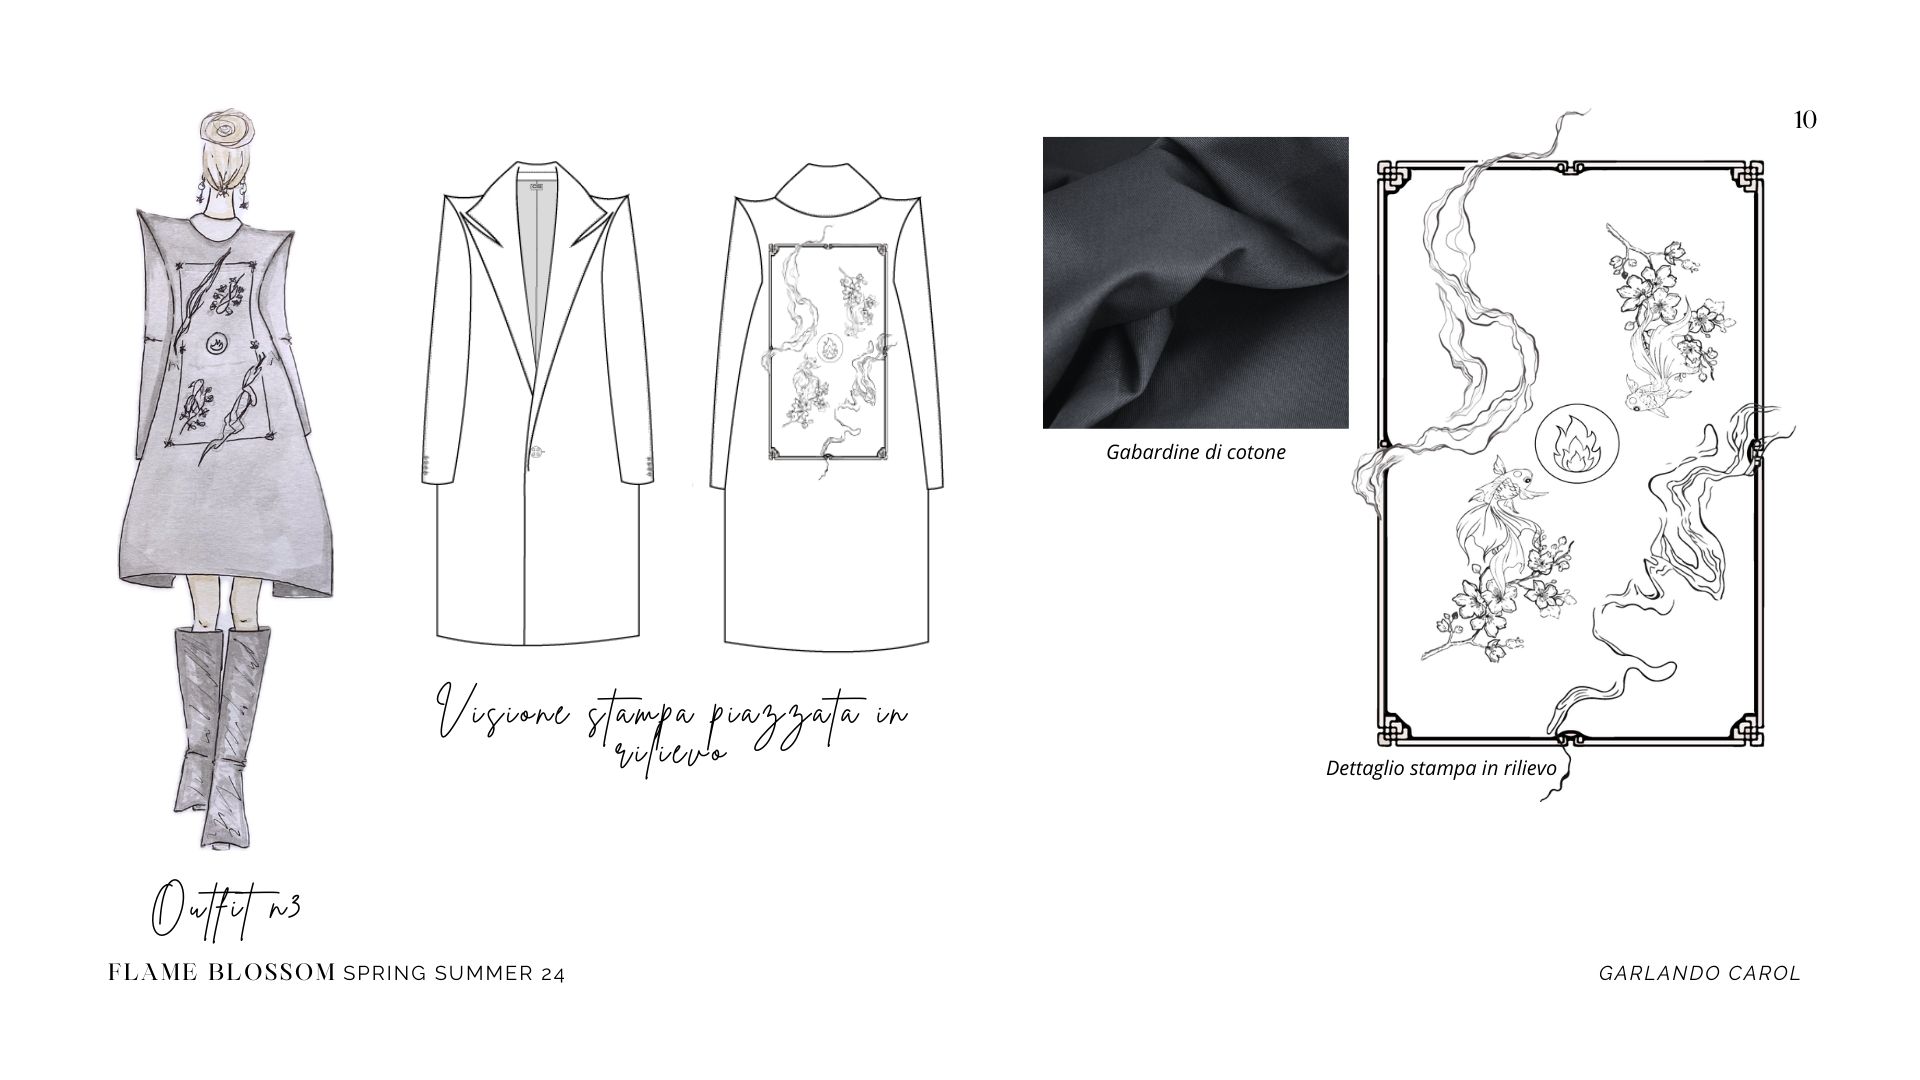 10
Gabardine di cotone
Visione stampa piazzata in
rilievo
Dettaglio stampa in rilievo
Outfit n3
FLAME BLOSSOM SPRING SUMMER 24
GARLANDO CAROL